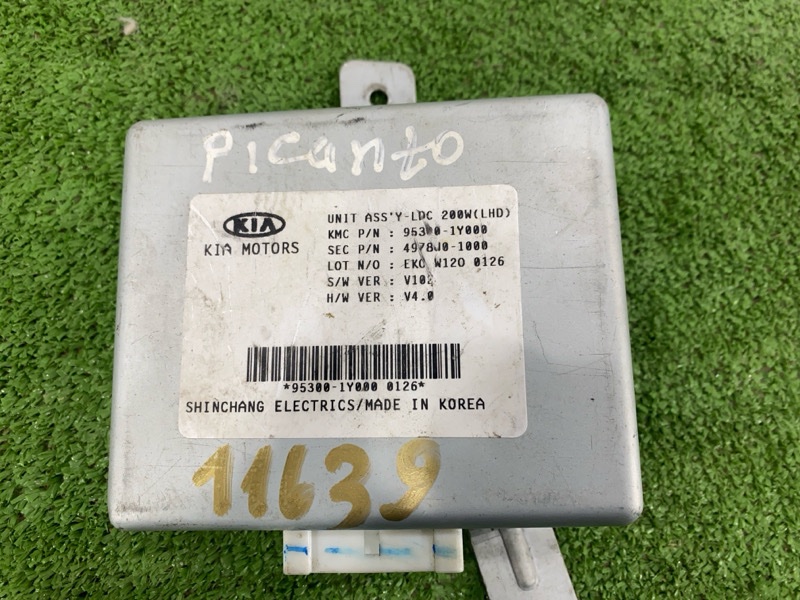 Picanto
KIA
KIA MOTORS
UNIT ASS'Y-LDC 200W(LHD)
KMC P/N : 95300-1Y000
SEC P/N : 4978J0-1000
LOT N/O : EKC W120 0126
S/W VER :
H/W VER : V4.0
*95300-1Y000 0126*
SHINCHANG ELECTRICS/MADE IN KOREA
11639